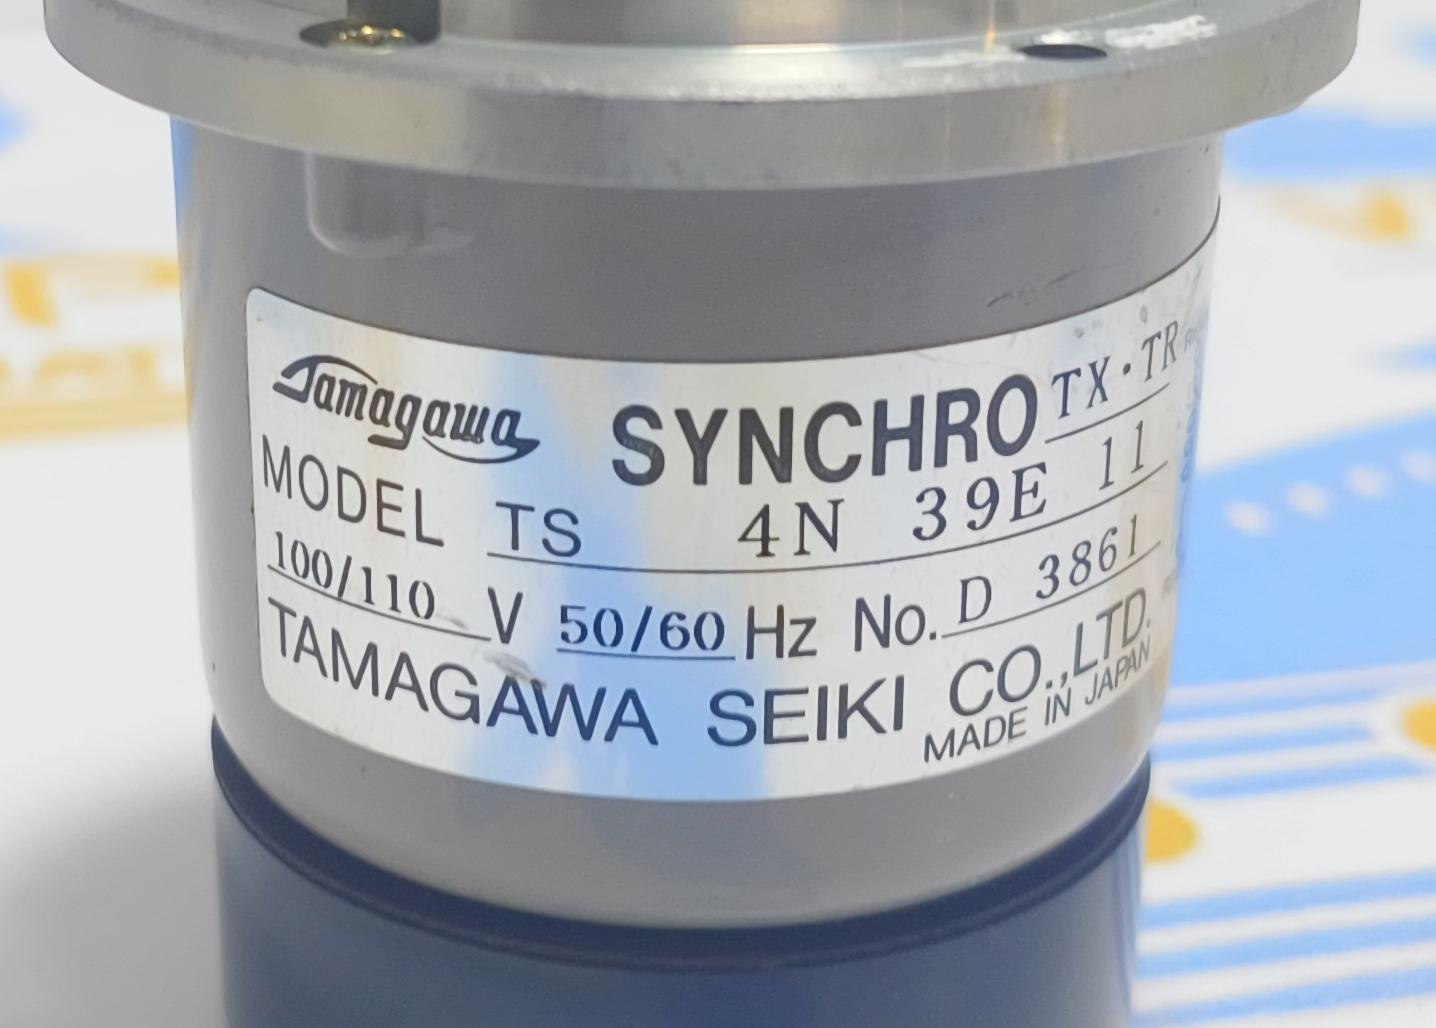 Tamagawa SYNCHRO TX·TR
MODEL TS 4N 39E 11
100/110 V 50/60 Hz No. D 3861
TAMAGAWA SEIKI CO.,LTD.
MADE IN JAPAN